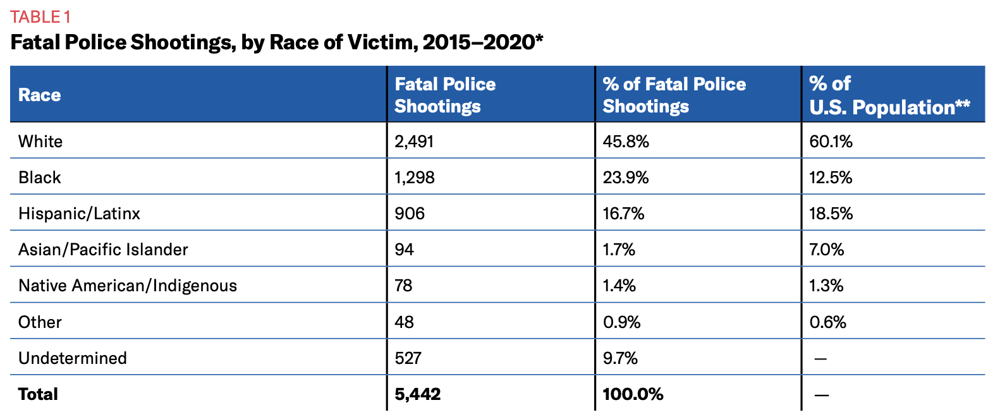 TABLE 1
Fatal Police Shootings, by Race of Victim, 2015–2020*
Race
Fatal Police
Shootings
% of Fatal Police
Shootings
% of
U.S. Population**
White 2,491 45.8% 60.1%
Black 1,298 23.9% 12.5%
Hispanic/Latinx 906 16.7% 18.5%
Asian/Pacific Islander 94 1.7% 7.0%
Native American/Indigenous 78 1.4% 1.3%
Other 48 0.9% 0.6%
Undetermined 527 9.7% —
Total 5,442 100.0% —